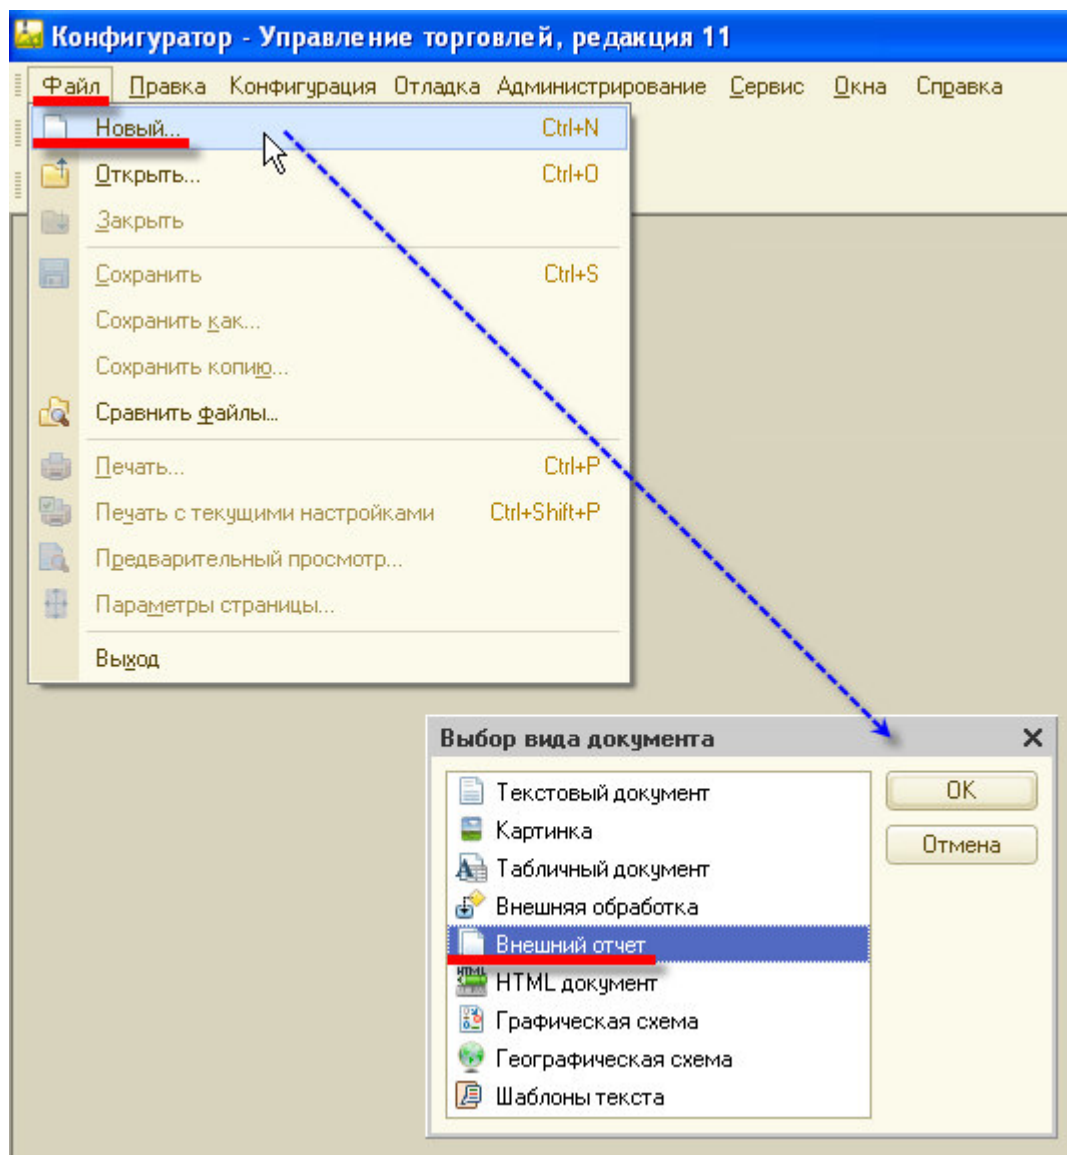 Конфигуратор - Управление торговлей, редакция 11
Файл Правка Конфигурация Отладка Администрирование Сервис Окна Справка
Новый... Ctrl+N
Открыть... Ctrl+O
Закрыть
Сохранить Ctrl+S
Сохранить как...
Сохранить копию...
Сравнить файлы...
Печать... Ctrl+P
Печать с текущими настройками Ctrl+Shift+P
Предварительный просмотр...
Параметры страницы...
Выход
Выбор вида документа
Текстовый документ
OK
Картинка
Отмена
Табличный документ
Внешняя обработка
Внешний отчет
HTML
HTML документ
Графическая схема
Географическая схема
Шаблоны текста